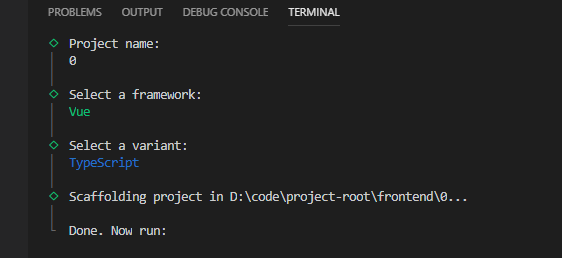 PROBLEMS OUTPUT DEBUG CONSOLE TERMINAL
Project name:
0
Select a framework:
Vue
Select a variant:
TypeScript
Scaffolding project in D:\code\project-root\frontend\0...
Done. Now run: